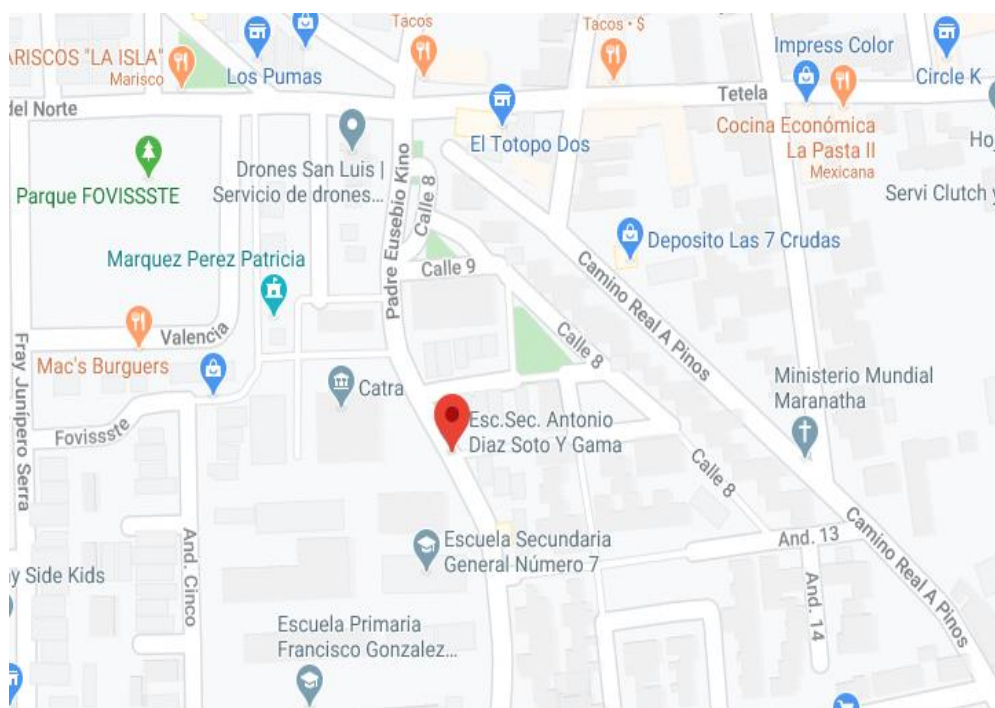 Tacos
Tacos • $
ARISCOS "LA ISLA"
Marisco
Los Pumas
Impress Color
Circle K
del Norte
Tetela
El Totopo Dos
Cocina Económica
La Pasta II
Mexicana
Hoj
Drones San Luis |
Servicio de drones...
Parque FOVISSSTE
Padre Eusebio Kino
Calle 8
Servi Clutch y
Deposito Las 7 Crudas
Marquez Perez Patricia
Calle 9
Camino Real A Pinos
Valencia
Calle 8
Fray Junípero Serra
Mac's Burguers
Catra
Ministerio Mundial
Maranatha
Esc.Sec. Antonio
Diaz Soto Y Gama
Fovissste
Calle 8
Camino Real A Pinos
And. 13
Escuela Secundaria
General Número 7
And. Cinco
y Side Kids
And. 14
Escuela Primaria
Francisco Gonzalez...